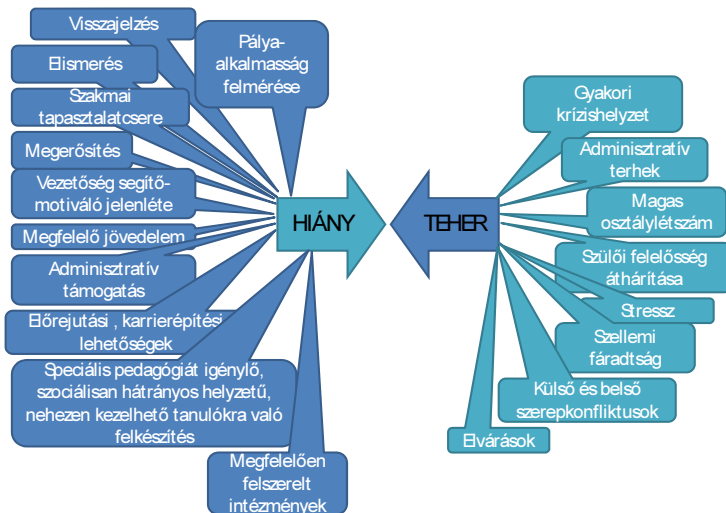 Visszajelzés
Elismerés
Szakmai
tapasztalatcsere
Megerősítés
Vezetőség segítő-
motiváló jelenléte
Megfelelő jövedelem
Adminisztratív
támogatás
Előrejutási , karrierépítési
lehetőségek
Speciális pedagógiát igénylő,
szociálisan hátrányos helyzetű,
nehezen kezelhető tanulókra való
felkészítés
Megfelelően
felszerelt
intézmények
Pálya-
alkalmasság
felmérése
HIÁNY
TEHER
Gyakori
krízishelyzet
Adminisztratív
terhek
Magas
osztálylétszám
Szülői felelősség
áthárítása
Stressz
Szellemi
fáradtság
Külső és belső
szerepkonfliktusok
Elvárások